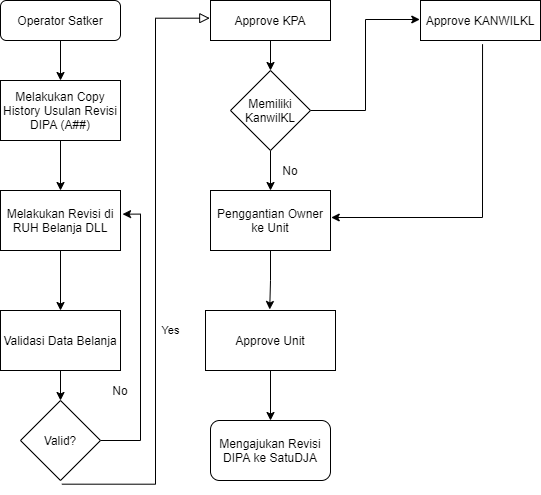 Operator Satker
Melakukan Copy
History Usulan Revisi
DIPA (A##)
Melakukan Revisi di
RUH Belanja DLL
Validasi Data Belanja
No
Valid?
Yes
Approve KPA
Memiliki
KanwilKL
No
Approve KANWILKL
Penggantian Owner
ke Unit
Approve Unit
Mengajukan Revisi
DIPA ke SatuDJA